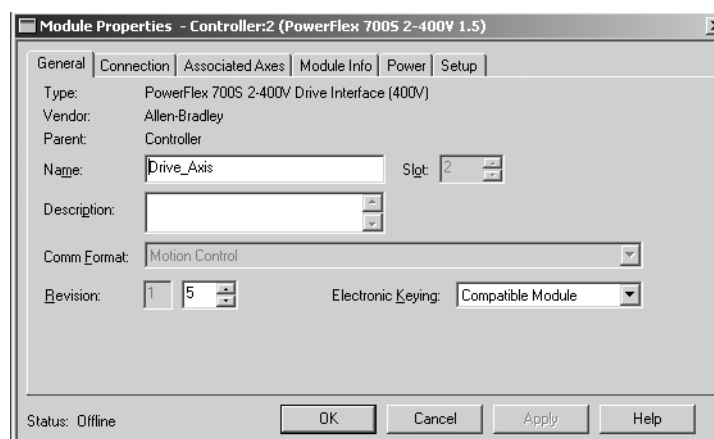 Module Properties - Controller:2 (PowerFlex 700S 2-400V 1.5)
General Connection Associated Axes Module Info Power Setup
Type: PowerFlex 700S 2-400V Drive Interface (400V)
Vendor: Allen-Bradley
Parent: Controller
Name: Drive_Axis Slot: 2
Description:
Comm Format: Motion Control
Revision: 1 5 Electronic Keying: Compatible Module
Status: Offline OK Cancel Apply Help